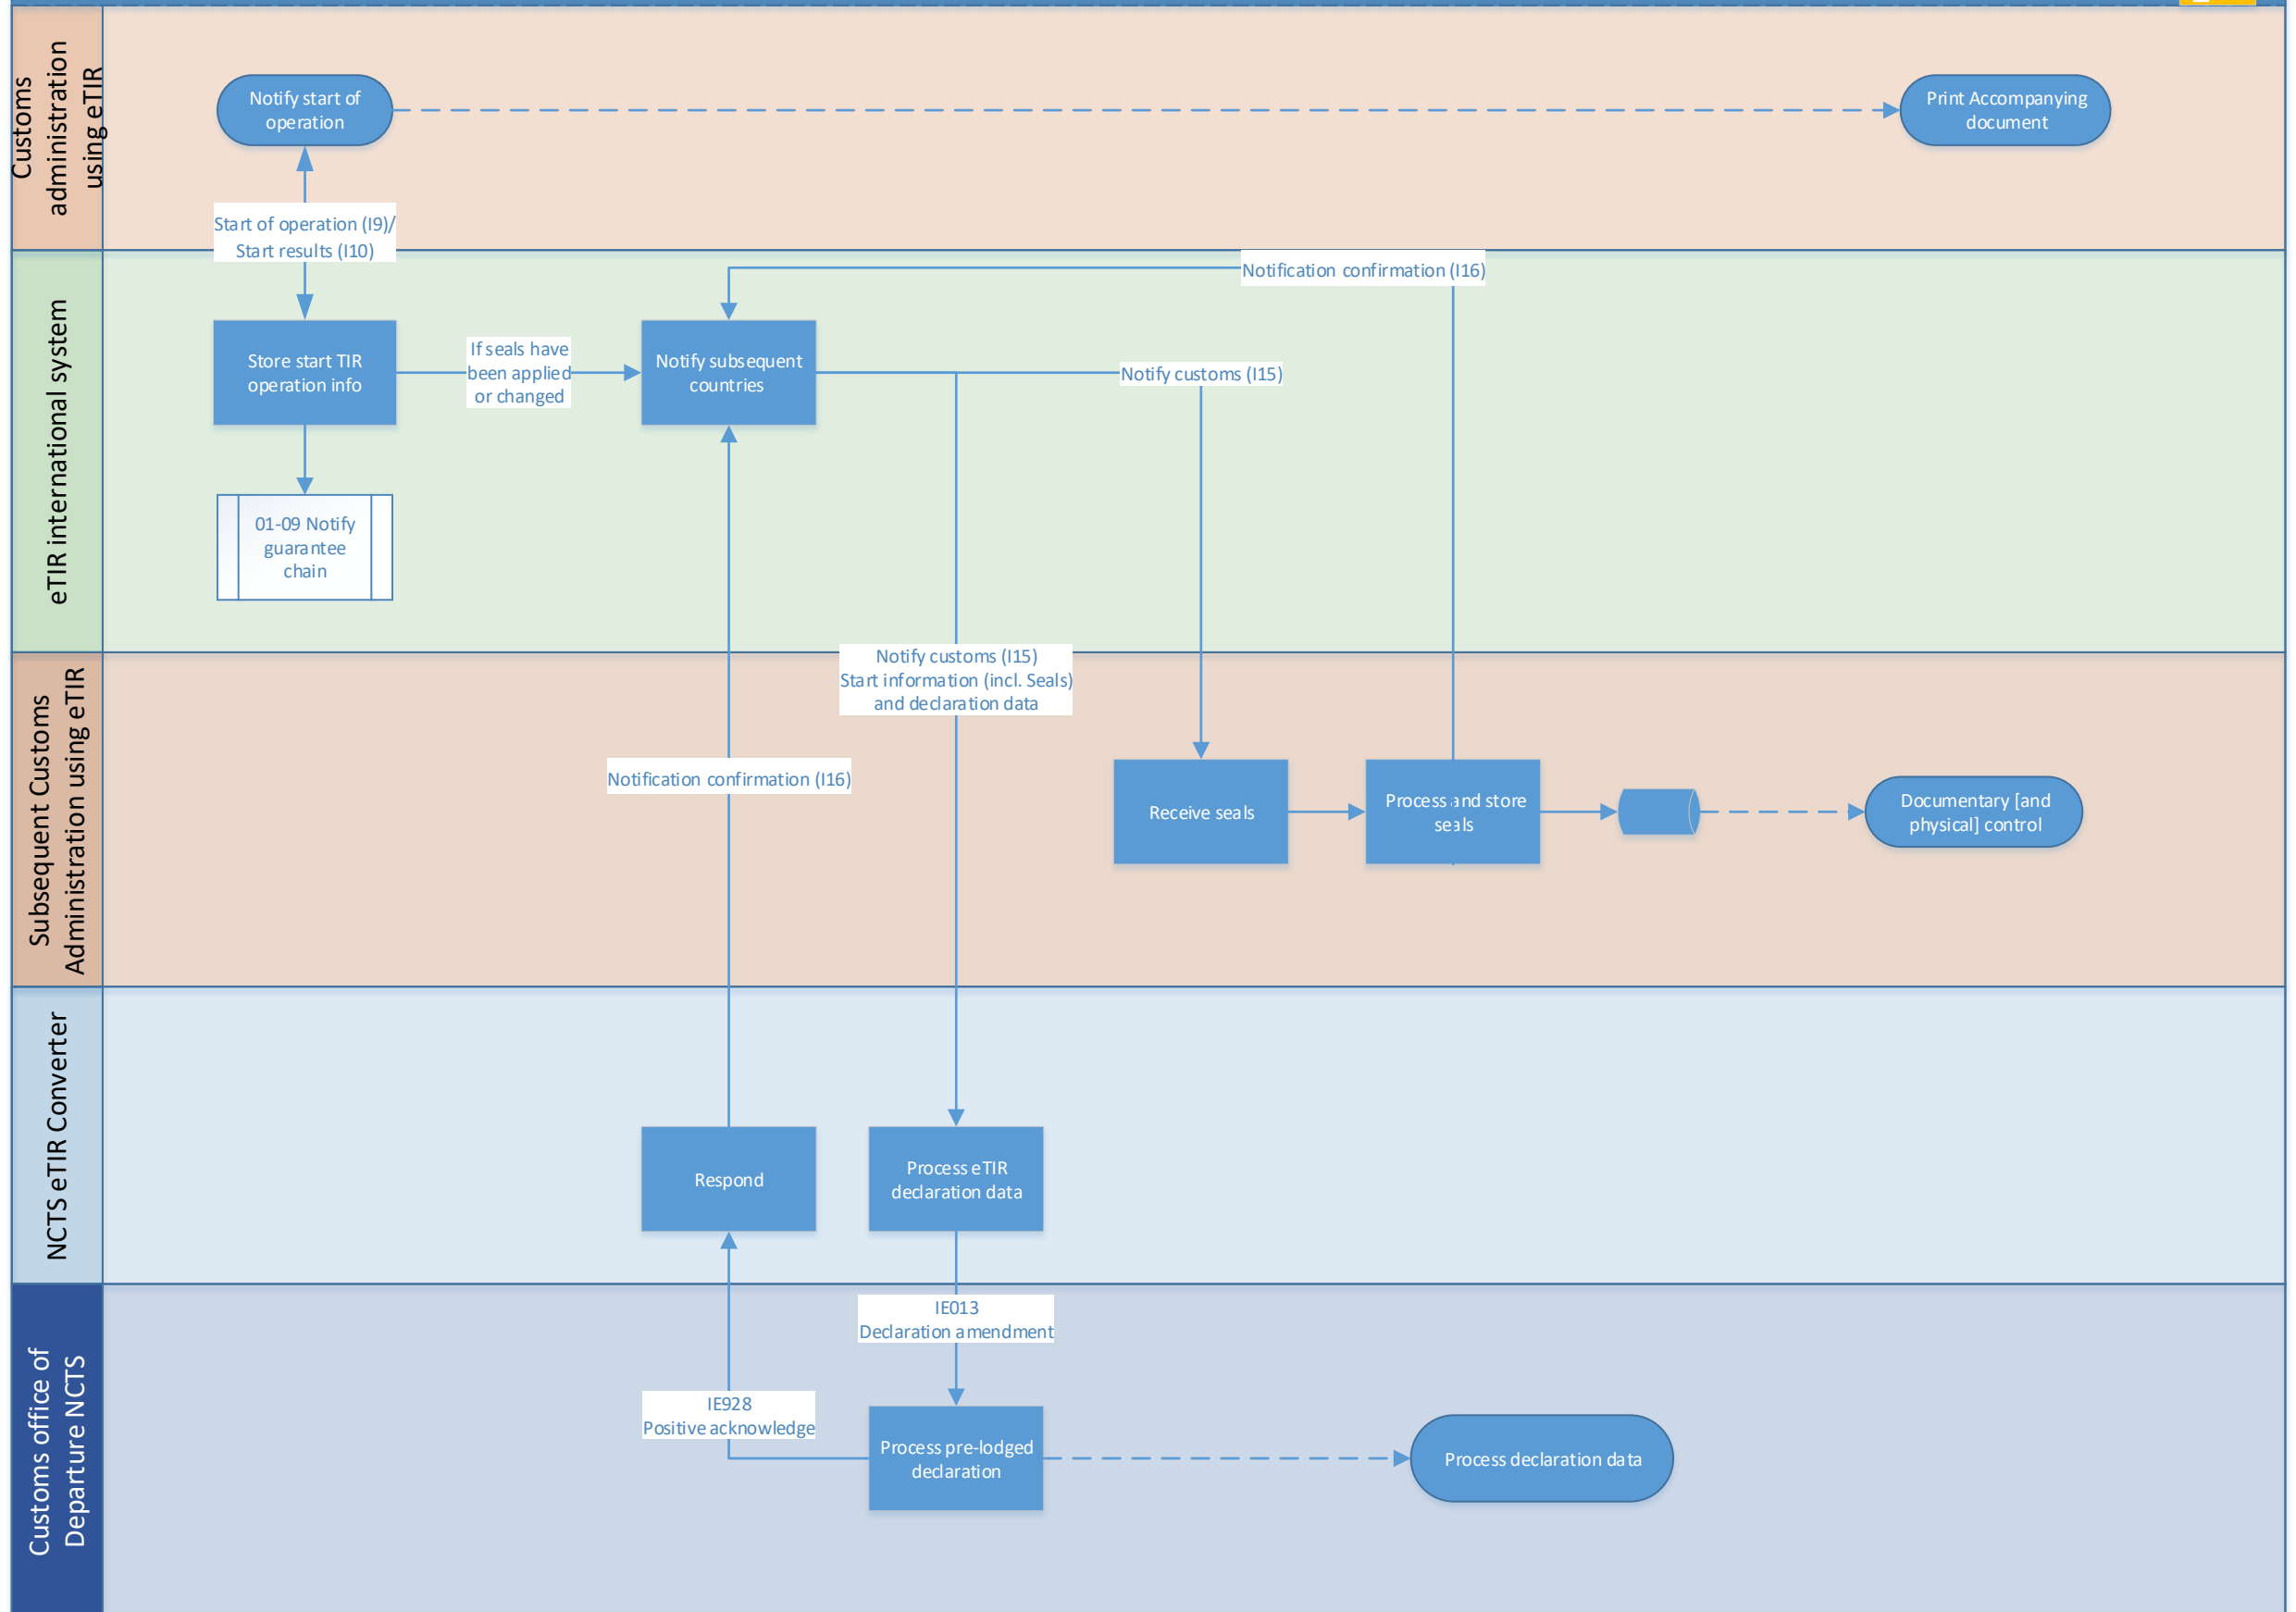 Customs
administration
using eTIR
Notify start of
operation
Print Accompanying
document
Start of operation (I9)/
Start results (I10)
eTIR international system
Notification confirmation (I16)
Store start TIR
operation info
If seals have
been applied
or changed
Notify subsequent
countries
Notify customs (I15)
01-09 Notify
guarantee
chain
Subsequent Customs
Administration using eTIR
Notify customs (I15)
Start information (incl. Seals)
and declaration data
Notification confirmation (I16)
Receive seals
Process and store
seals
Documentary [and
physical] control
NCTS eTIR Converter
Respond
Process eTIR
declaration data
Customs office of
Departure NCTS
IE013
Declaration amendment
IE928
Positive acknowledge
Process pre-lodged
declaration
Process declaration data